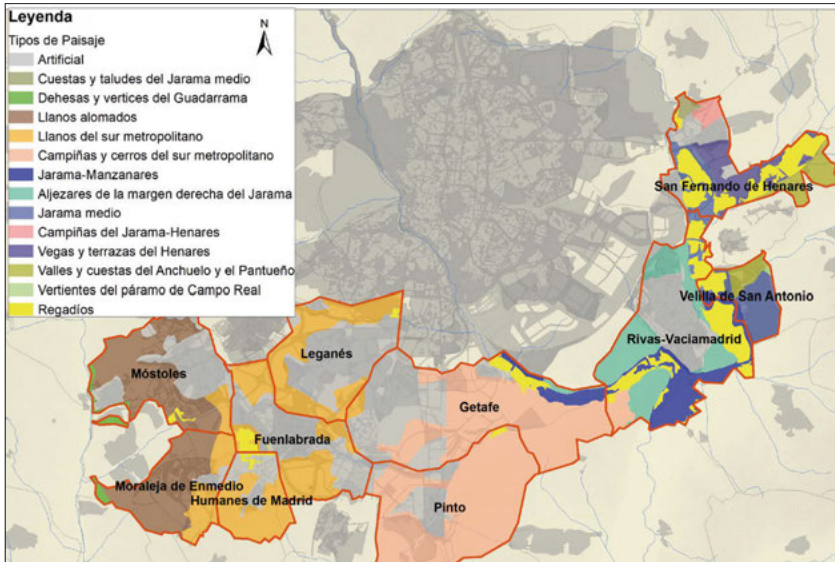 Leyenda
Tipos de Paisaje
Artificial
Cuestas y taludes del Jarama medio
Dehesas y vertices del Guadarrama
Llanos alomados
Llanos del sur metropolitano
Campiñas y cerros del sur metropolitano
Jarama-Manzanares
Aljezares de la margen derecha del Jarama
Jarama medio
Campiñas del Jarama-Henares
Vegas y terrazas del Henares
Valles y cuestas del Anchuelo y el Pantueño
Vertientes del páramo de Campo Real
Regadíos
N
San Fernando de Henares
Velilla de San Antonio
Rivas-Vaciamadrid
Leganés
Móstoles
Getafe
Fuenlabrada
Moraleja de Enmedio
Humanes de Madrid
Pinto